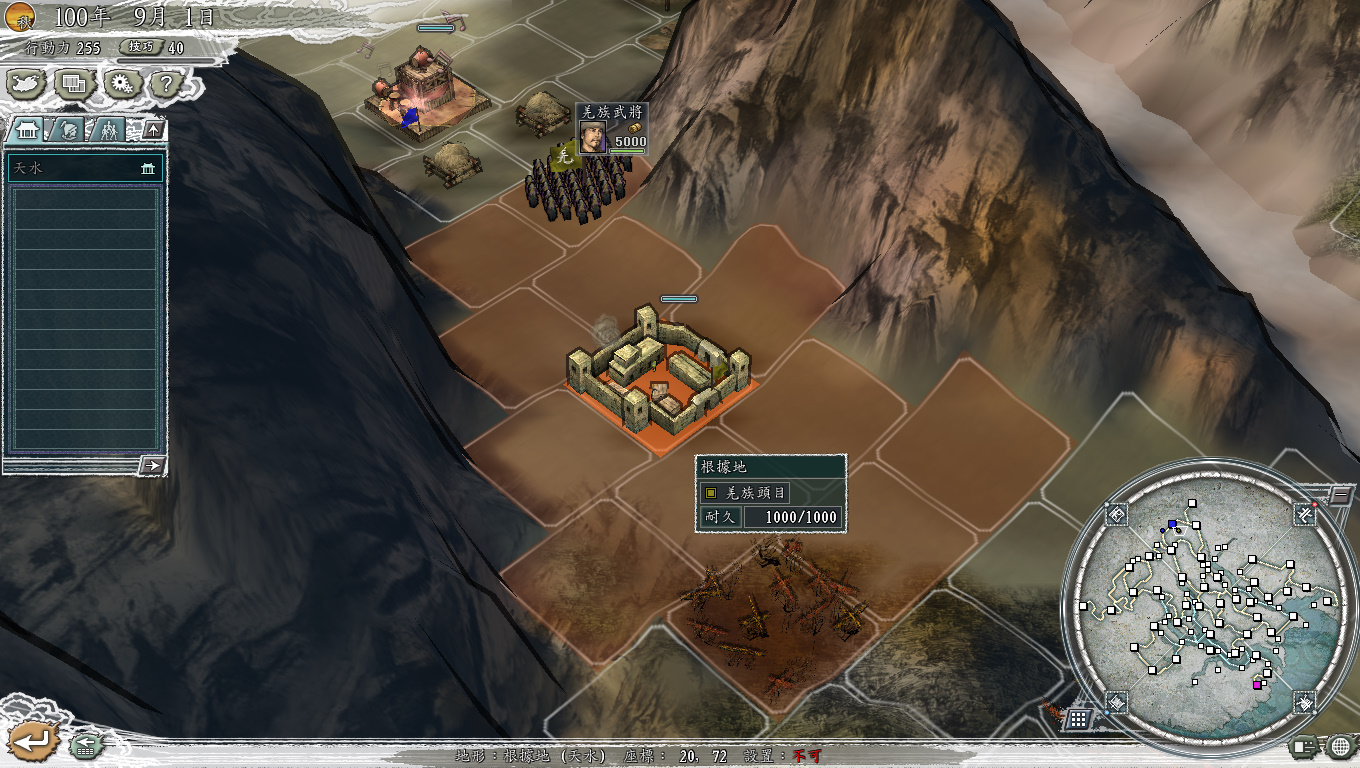 秋
100年 9月 1日
行動力 255 技巧 40
?
天水
羌族武將
5000
羌
根據地
羌族頭目
耐久 1000/1000
地形：根據地 (天水) 座標： 20, 72 設置：不可